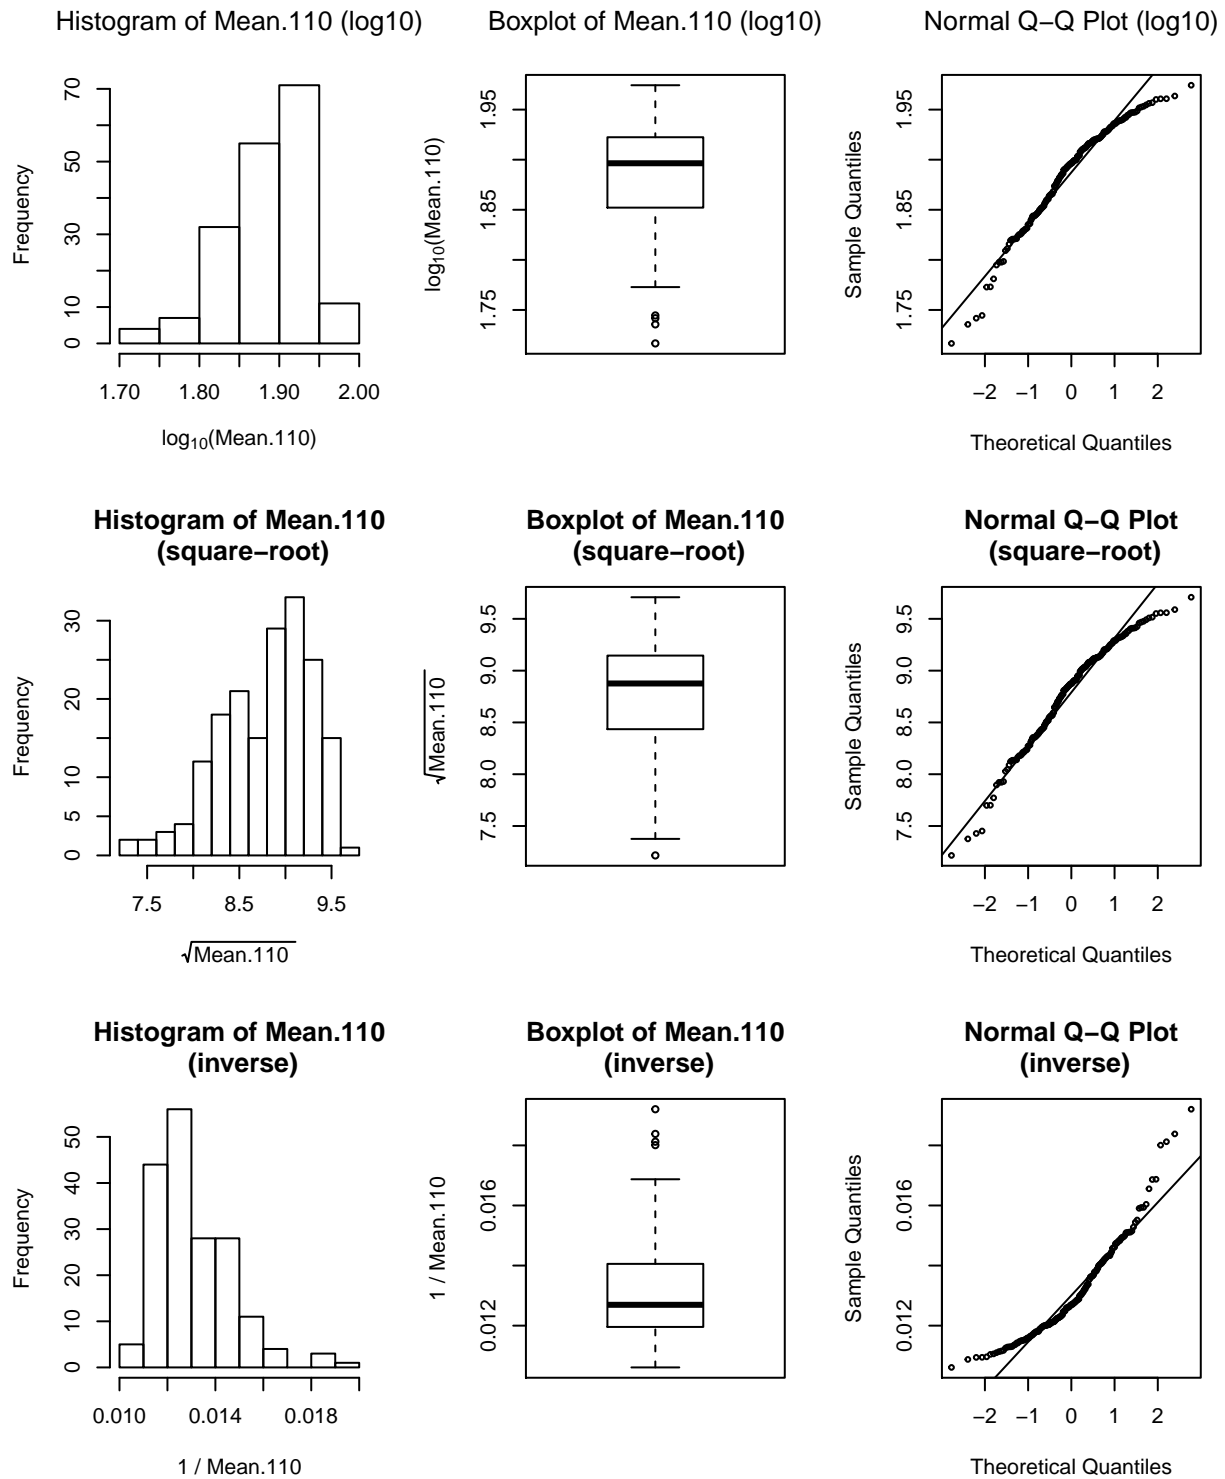 Histogram of Mean.110 (log10)
Boxplot of Mean.110 (log10)
Normal Q−Q Plot (log10)
Frequency
0
10
30
50
70
1.70
1.80
1.90
2.00
log10(Mean.110)
log10(Mean.110)
1.75
1.85
1.95
Sample Quantiles
1.75
1.85
1.95
−2
−1
0
1
2
Theoretical Quantiles
Histogram of Mean.110
(square−root)
Boxplot of Mean.110
(square−root)
Normal Q−Q Plot
(square−root)
Frequency
0
5
10
20
30
7.5
8.5
9.5
√Mean.110
√Mean.110
7.5
8.0
8.5
9.0
9.5
Sample Quantiles
7.5
8.0
8.5
9.0
9.5
−2
−1
0
1
2
Theoretical Quantiles
Histogram of Mean.110
(inverse)
Boxplot of Mean.110
(inverse)
Normal Q−Q Plot
(inverse)
Frequency
0
10
20
30
40
50
0.010
0.014
0.018
1 / Mean.110
1 / Mean.110
0.012
0.016
Sample Quantiles
0.012
0.016
−2
−1
0
1
2
Theoretical Quantiles